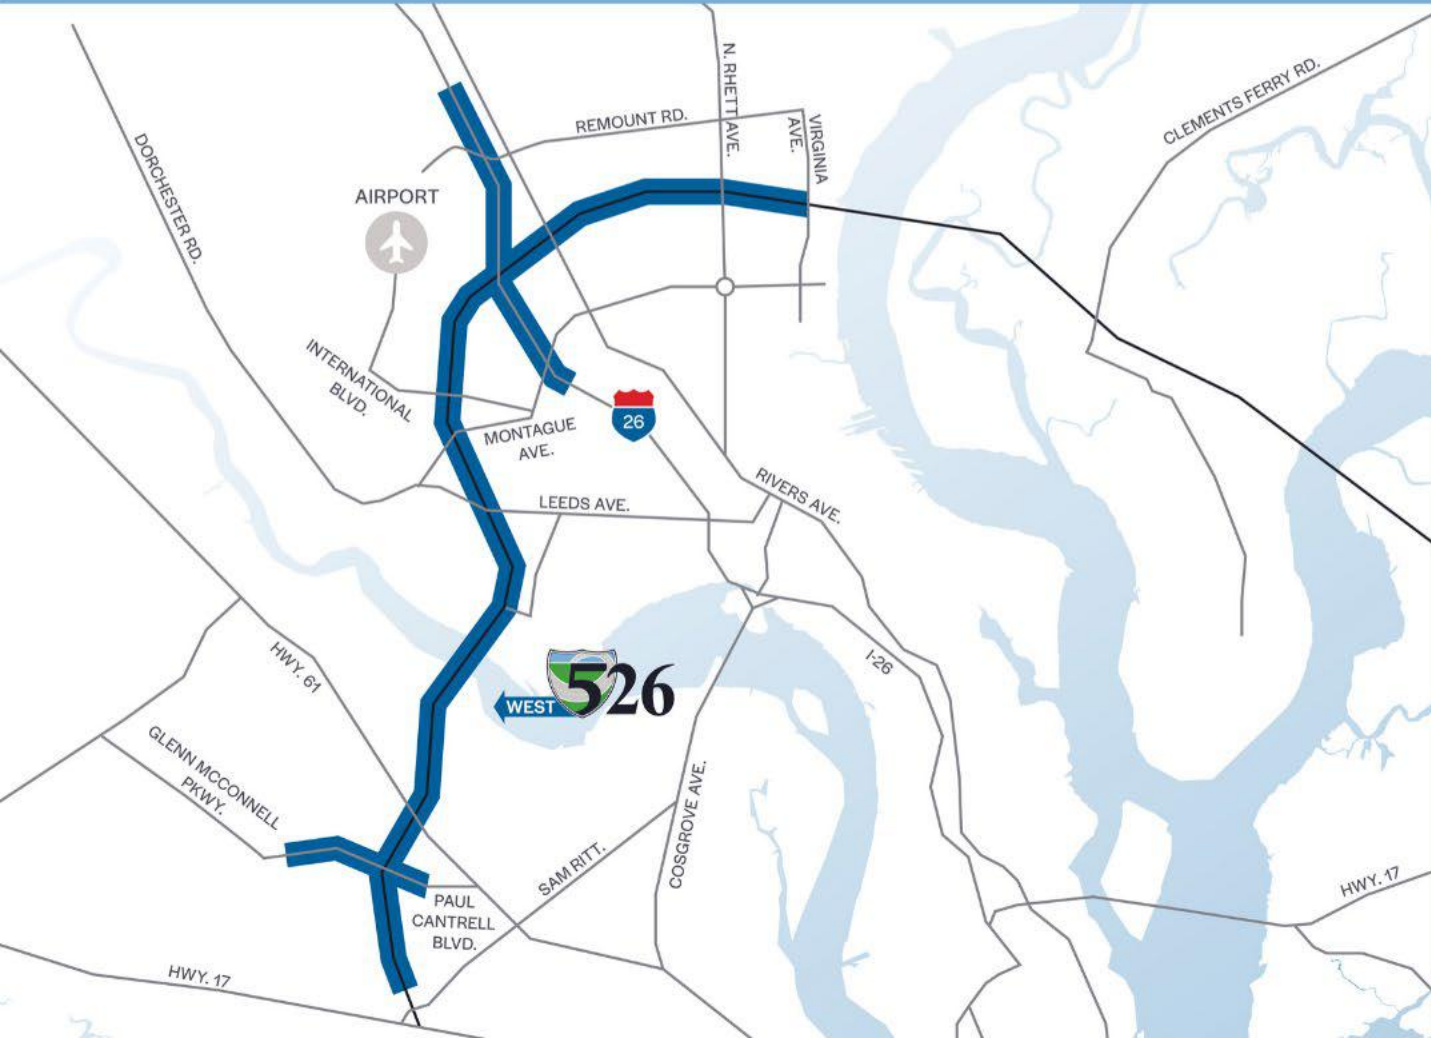 N. RHETT AVE.
CLEMENTS FERRY RD.
REMOUNT RD.
VIRGINIA
AVE.
DORCHESTER RD.
AIRPORT
INTERNATIONAL
BLVD.
26
MONTAGUE
AVE.
LEEDS AVE.
RIVERS AVE.
HWY. 61
I-26
WEST
526
GLENN MCCONNELL
PKWY.
COSGROVE AVE.
SAM RITT.
HWY. 17
PAUL
CANTRELL
BLVD.
HWY. 17